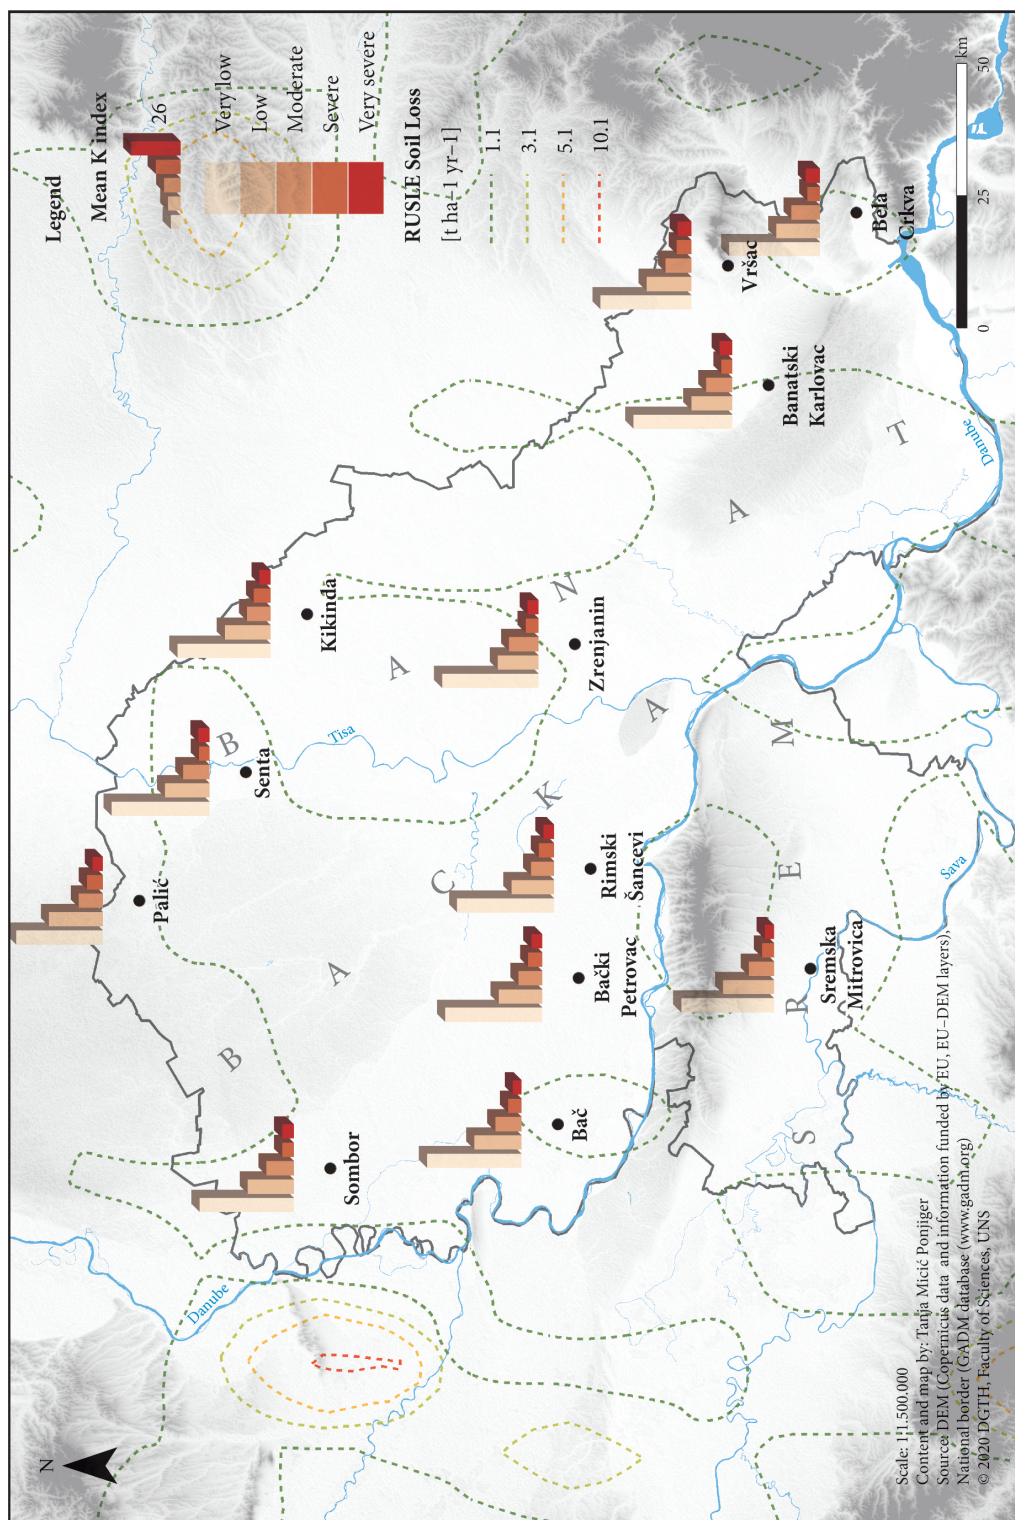 N
Legend
Mean K index
26
Very low
Low
Moderate
Severe
Very severe
RUSLE Soil Loss
[t ha–1 yr–1]
1.1
3.1
5.1
10.1
Palić
Senta
Kikinda
Sombor
Bač
Bački
Petrovac
Rimski
Šancevi
Zrenjanin
Banatski
Karlovac
Vršac
Bela
Crkva
Sremska
Mitrovica
B
A
C
K
A
B
A
N
A
T
S
R
E
M
Danube
Tisa
Danube
Sava
0
25
50
km
Scale: 1:1.500.000
Content and map by: Tanja Micić Ponjiger
Source: DEM (Copernicus data and information funded by EU, EU–DEM layers),
National border (GADM database (www.gadm.org)
© 2020 DGTH, Faculty of Sciences, UNS